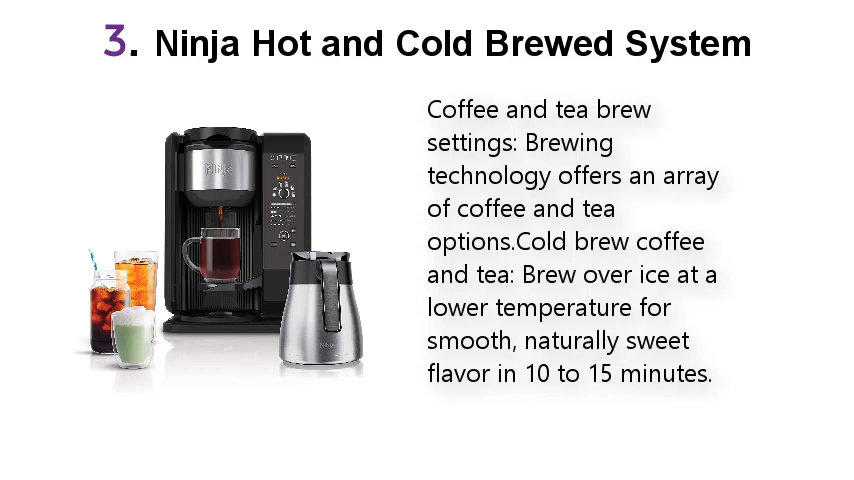 3. Ninja Hot and Cold Brewed System
Coffee and tea brew
settings: Brewing
technology offers an array
of coffee and tea
options.Cold brew coffee
and tea: Brew over ice at a
lower temperature for
smooth, naturally sweet
flavor in 10 to 15 minutes.
NINJA
NINJA